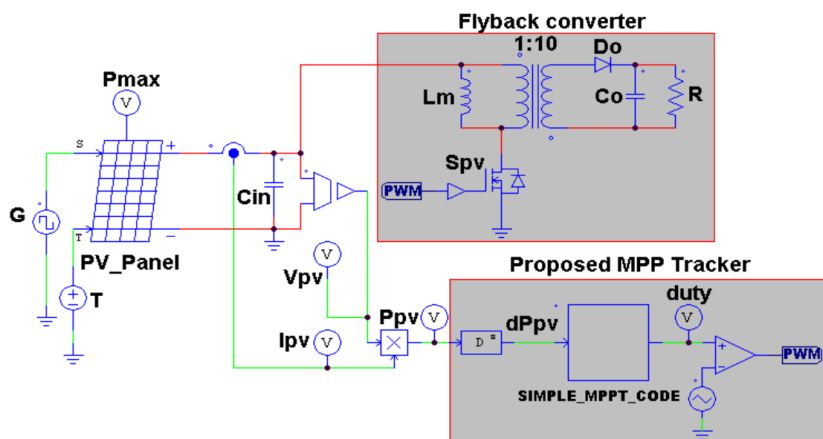 Flyback converter
1:10
Do
Pmax
V
Lm
Co
R
S
+
Spv
PWM
Cin
G
T
−
PV_Panel
T
Vpv
V
Proposed MPP Tracker
duty
Ppv
V
V
Ipv
V
dPpv
D
z
+
−
PWM
SIMPLE_MPPT_CODE